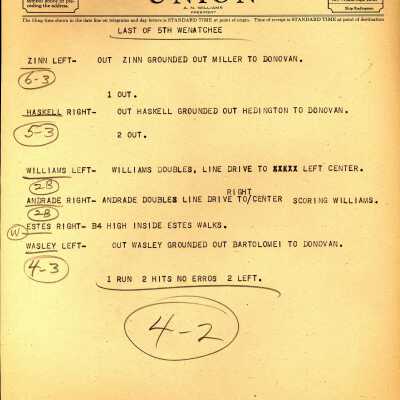 UNION
A. N. WILLIAMS
PRESIDENT
The filing time shown in the date line on telegrams and day letters is STANDARD TIME at point of origin. Time of receipt is STANDARD TIME at point of destination
LAST OF 5TH WENATCHEE
ZINN LEFT- OUT ZINN GROUNDED OUT MILLER TO DONOVAN.
6-3
1 OUT.
HASKELL RIGHT- OUT HASKELL GROUNDED OUT HEDINGTON TO DONOVAN.
5-3
2 OUT.
WILLIAMS LEFT- WILLIAMS DOUBLES, LINE DRIVE TO XXXXX LEFT CENTER.
2B
RIGHT
ANDRADE RIGHT- ANDRADE DOUBLES LINE DRIVE TO/CENTER SCORING WILLIAMS.
2B
W ESTES RIGHT- B4 HIGH INSIDE ESTES WALKS.
WASLEY LEFT- OUT WASLEY GROUNDED OUT BARTOLOMEI TO DONOVAN.
4-3
1 RUN 2 HITS NO ERROS 2 LEFT.
4-2